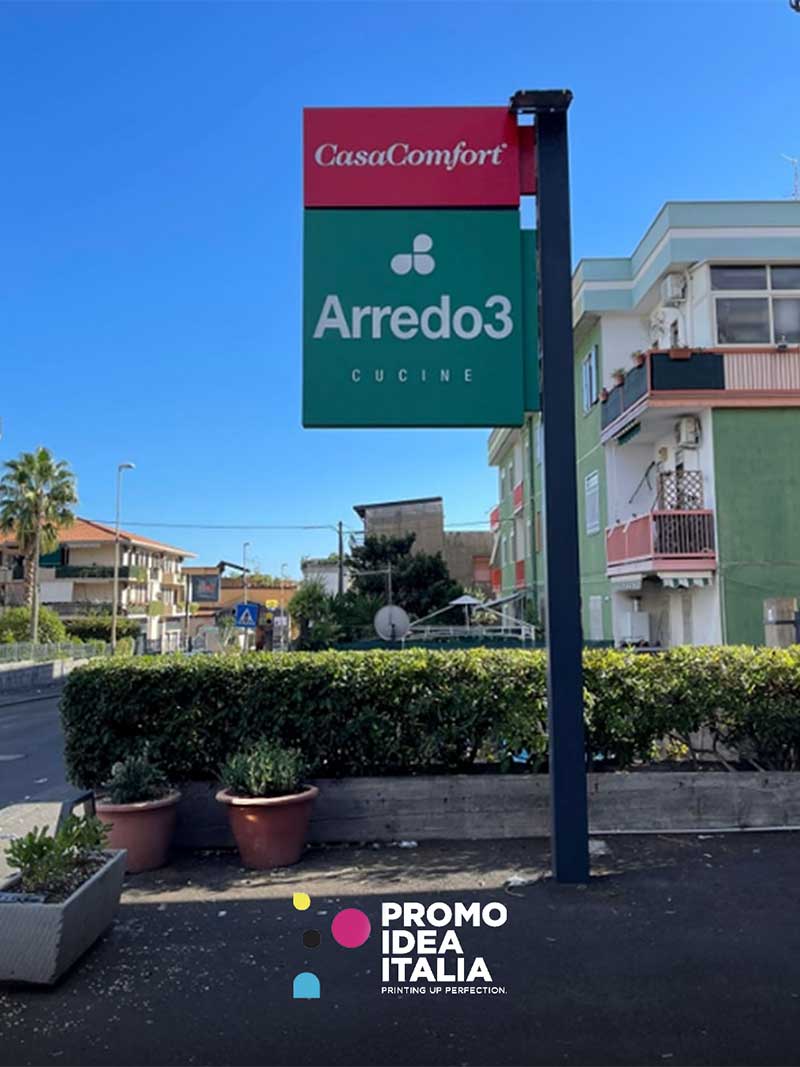 CasaComfort®
Arredo3
CUCINE
PROMO
IDEA
ITALIA
PRINTING UP PERFECTION.